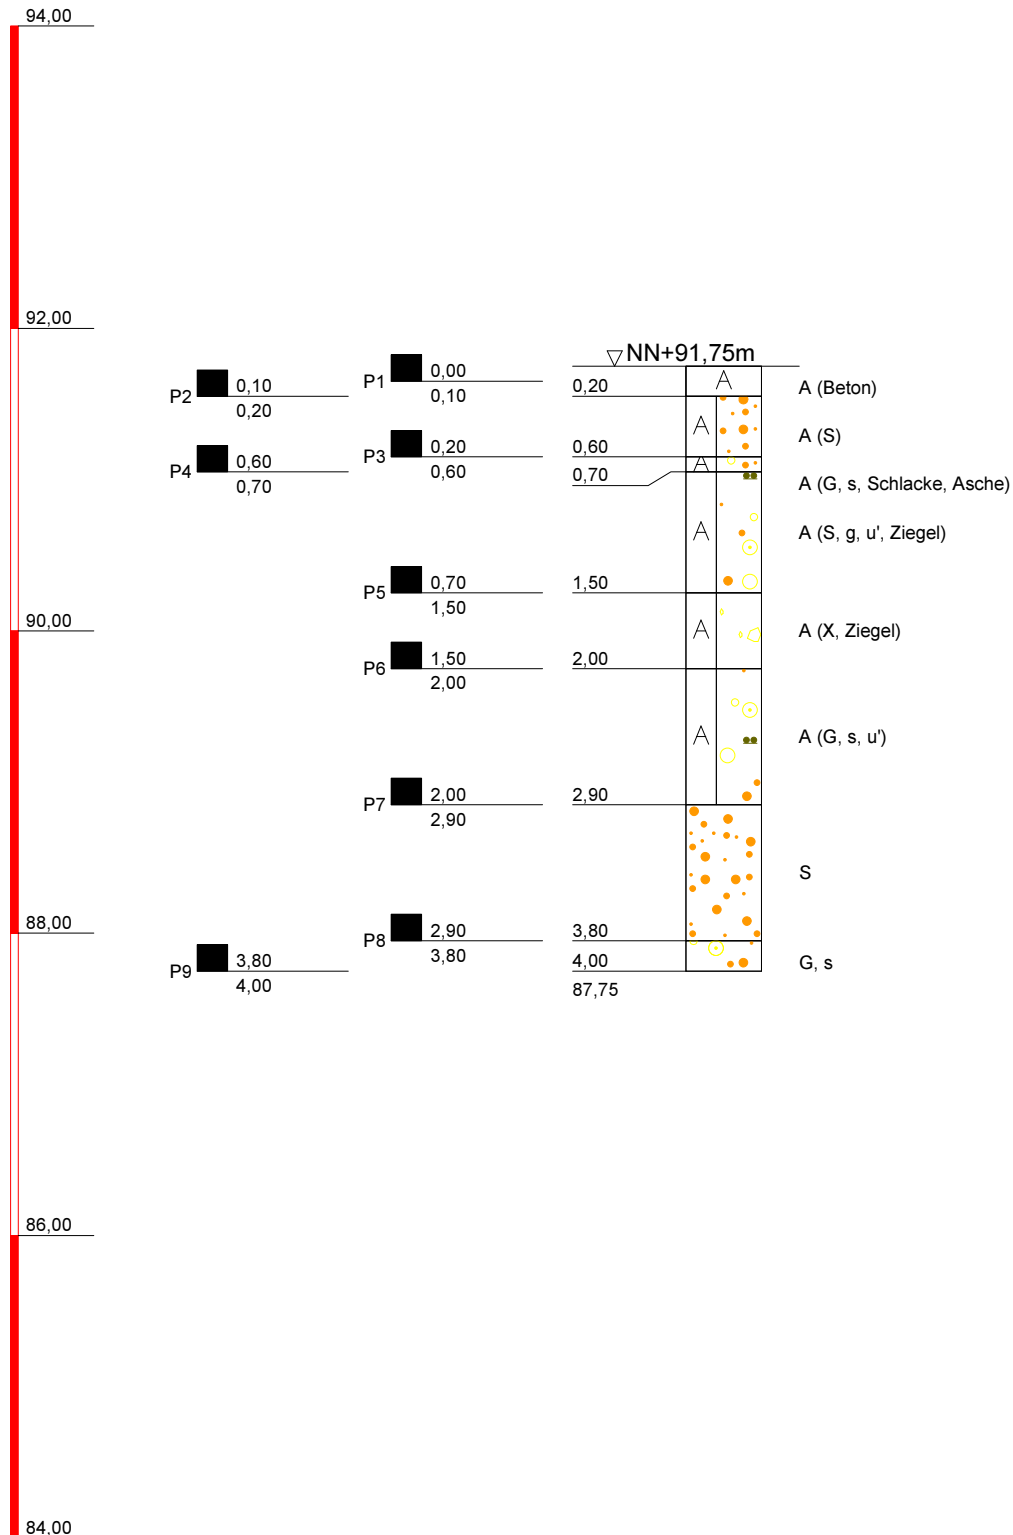 94,00
92,00
NN+91,75m
P1 0,00
0,10
P2 0,10
0,20
0,20
A
A (Beton)
A
A (S)
P3 0,20
0,60
0,60
A
P4 0,60
0,70
0,70
A (G, s, Schlacke, Asche)
A
A (S, g, u', Ziegel)
P5 0,70
1,50
1,50
90,00
A
A (X, Ziegel)
P6 1,50
2,00
2,00
A
A (G, s, u')
P7 2,00
2,90
2,90
S
88,00
P8 2,90
3,80
3,80
P9 3,80
4,00
4,00
G, s
87,75
86,00
84,00